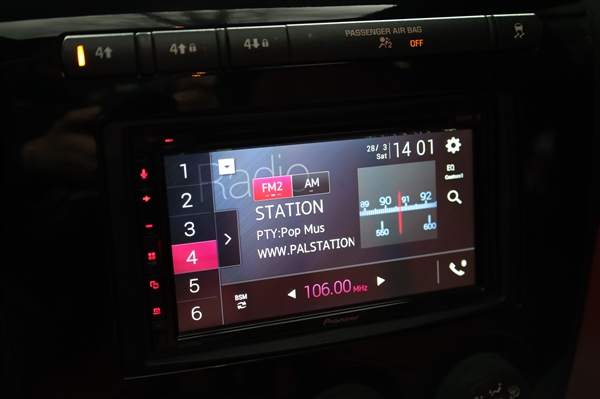 4
4
4
PASSENGER AIR BAG
2 OFF
1
2
3
4
5
6
Radio
28/ 3
Sat
14 01
FM2
AM
EQ
Custom1
STATION
PTY:Pop Mus
WWW.PALSTATION
89 90 91 92
550 600
BSM
106.00 MHz
Pioneer